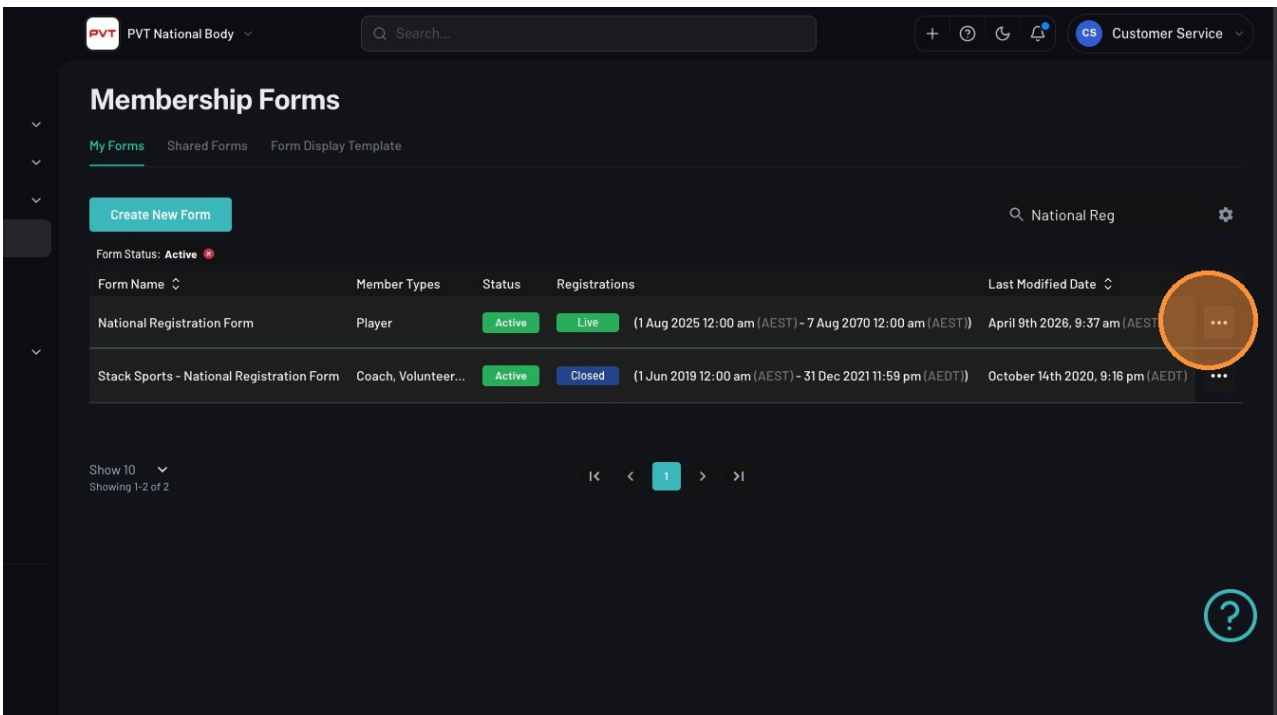 PVT PVT National Body Search... CS Customer Service
Membership Forms
My Forms Shared Forms Form Display Template
Create New Form National Reg
Form Status: Active
Form Name Member Types Status Registrations Last Modified Date
National Registration Form Player Active Live (1 Aug 2025 12:00 am (AEST) - 7 Aug 2070 12:00 am (AEST)) April 9th 2026, 9:37 am (AEST
Stack Sports - National Registration Form Coach, Volunteer... Active Closed (1 Jun 2019 12:00 am (AEST) - 31 Dec 2021 11:59 pm (AEDT)) October 14th 2020, 9:16 pm (AEDT)
Show 10
1
Showing 1-2 of 2